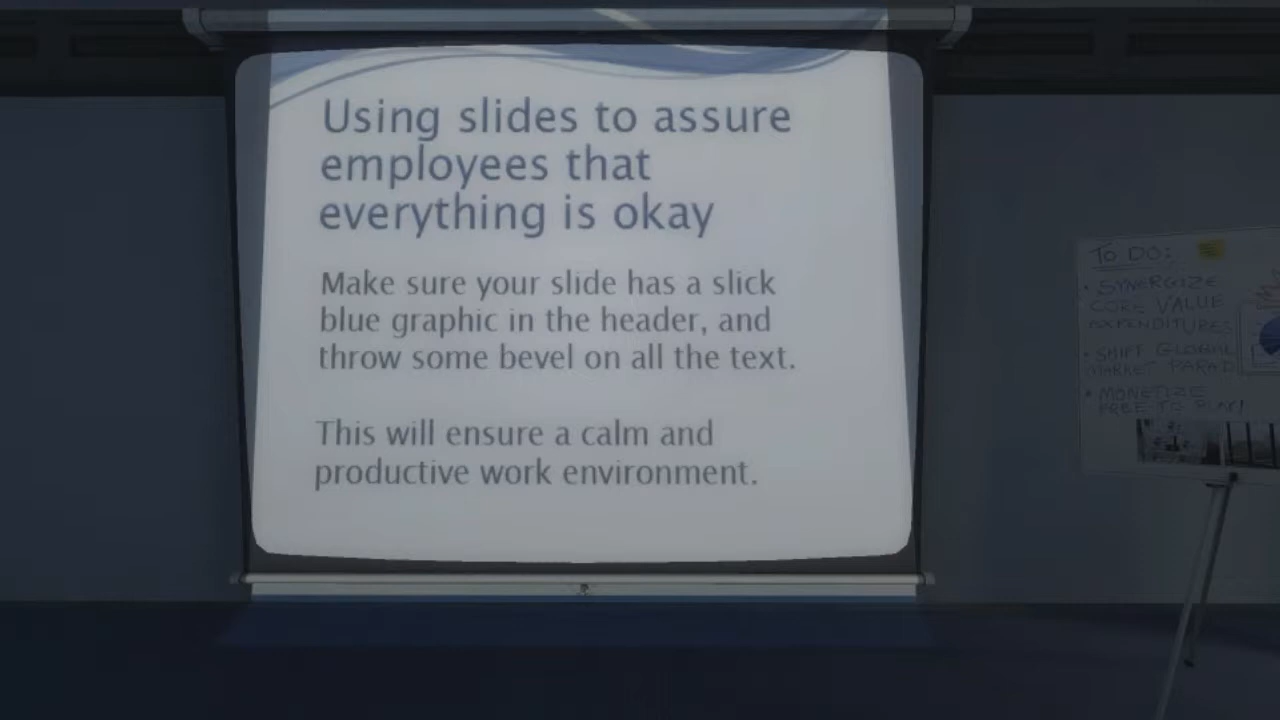 Using slides to assure
employees that
everything is okay
Make sure your slide has a slick
blue graphic in the header, and
throw some bevel on all the text.
This will ensure a calm and
productive work environment.
TO DO:
• SYNERGIZE
CORE VALUE
EXPENDITURES
• SHIFT GLOBAL
MARKET PARAD
• MONETIZE
FREE TO PLAY!